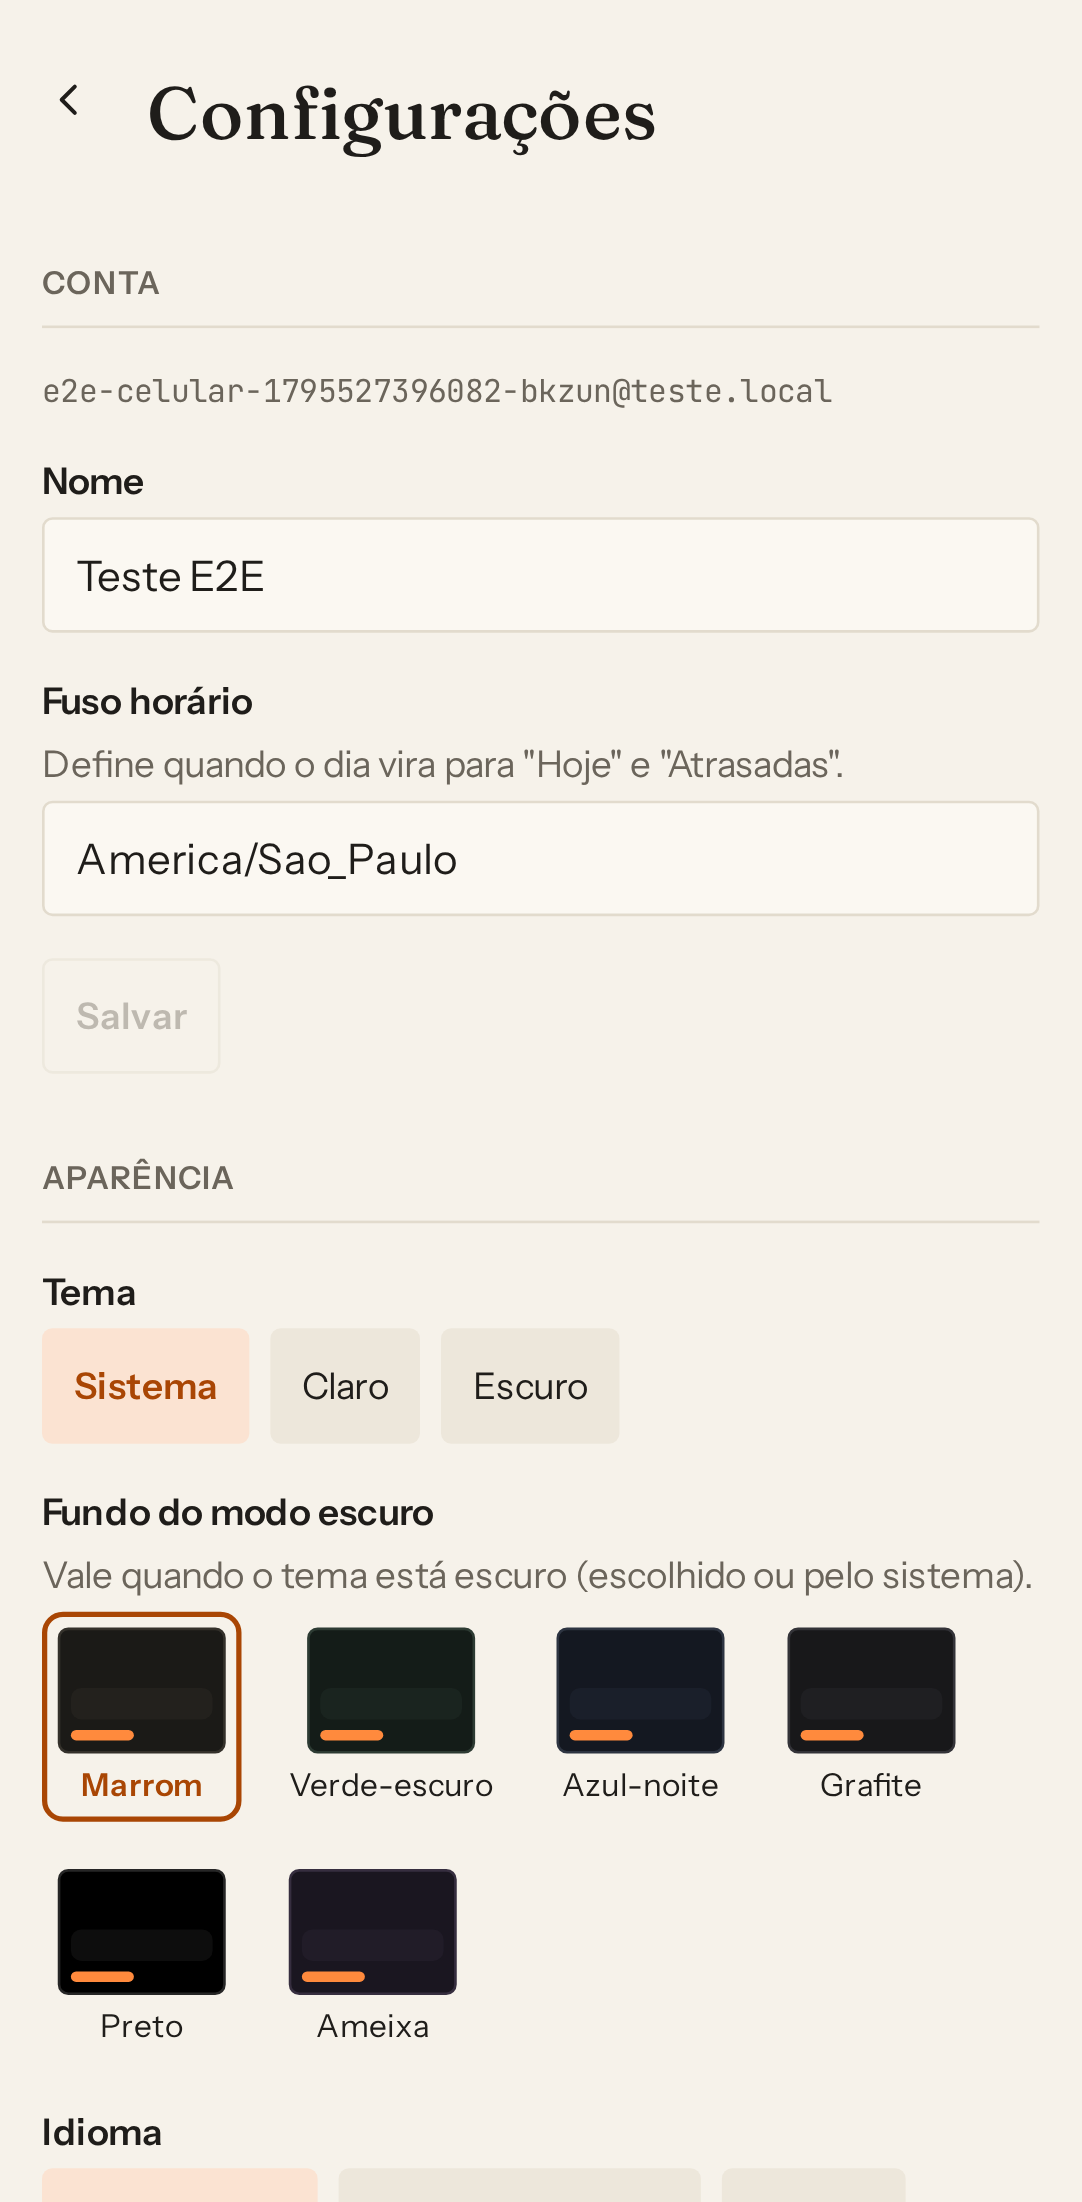 Configurações
CONTA
e2e-celular-1795527396082-bkzun@teste.local
Nome
Teste E2E
Fuso horário
Define quando o dia vira para "Hoje" e "Atrasadas".
America/Sao_Paulo
Salvar
APARÊNCIA
Tema
Sistema Claro Escuro
Fundo do modo escuro
Vale quando o tema está escuro (escolhido ou pelo sistema).
Marrom Verde-escuro Azul-noite Grafite
Preto Ameixa
Idioma